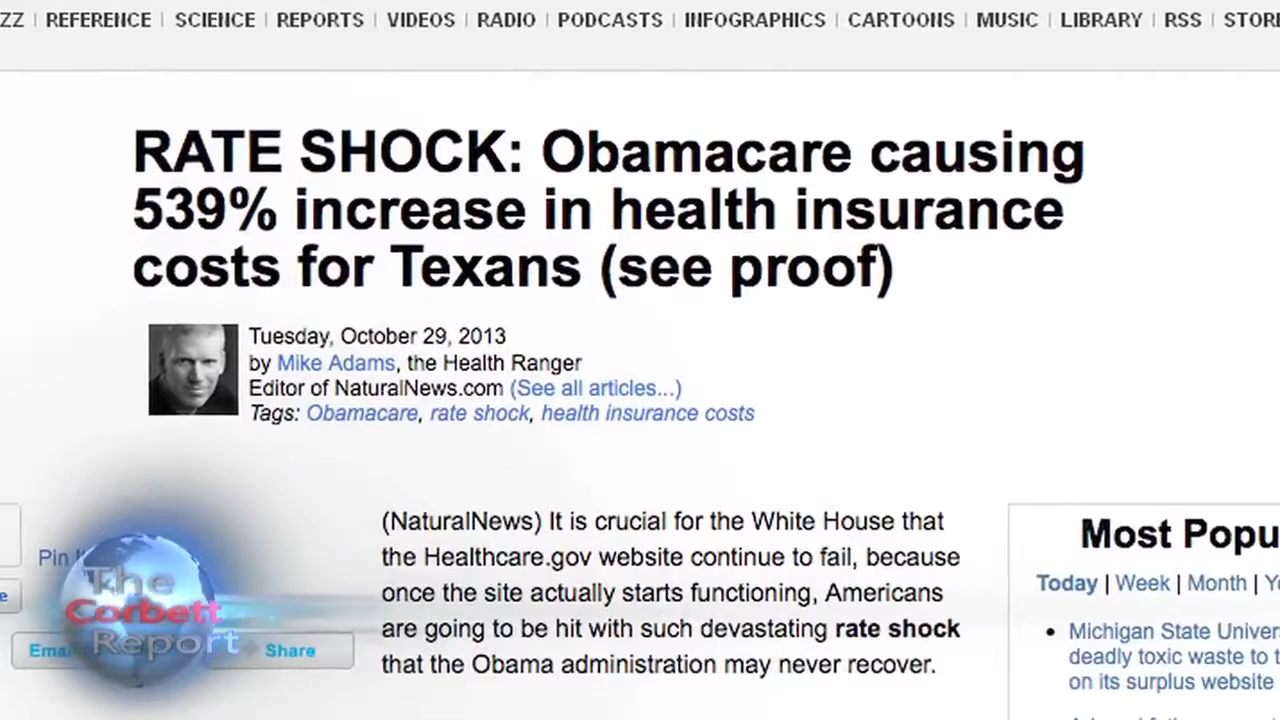 ZZ | REFERENCE | SCIENCE | REPORTS | VIDEOS | RADIO | PODCASTS | INFOGRAPHICS | CARTOONS | MUSIC | LIBRARY | RSS | STORE
RATE SHOCK: Obamacare causing
539% increase in health insurance
costs for Texans (see proof)
Tuesday, October 29, 2013
by Mike Adams, the Health Ranger
Editor of NaturalNews.com (See all articles...)
Tags: Obamacare, rate shock, health insurance costs
(NaturalNews) It is crucial for the White House that
the Healthcare.gov website continue to fail, because
once the site actually starts functioning, Americans
are going to be hit with such devastating rate shock
that the Obama administration may never recover.
Pin It
The
Corbett
Report
Share
Most Popu
Today | Week | Month |
Michigan State Univer
deadly toxic waste to t
on its surplus website